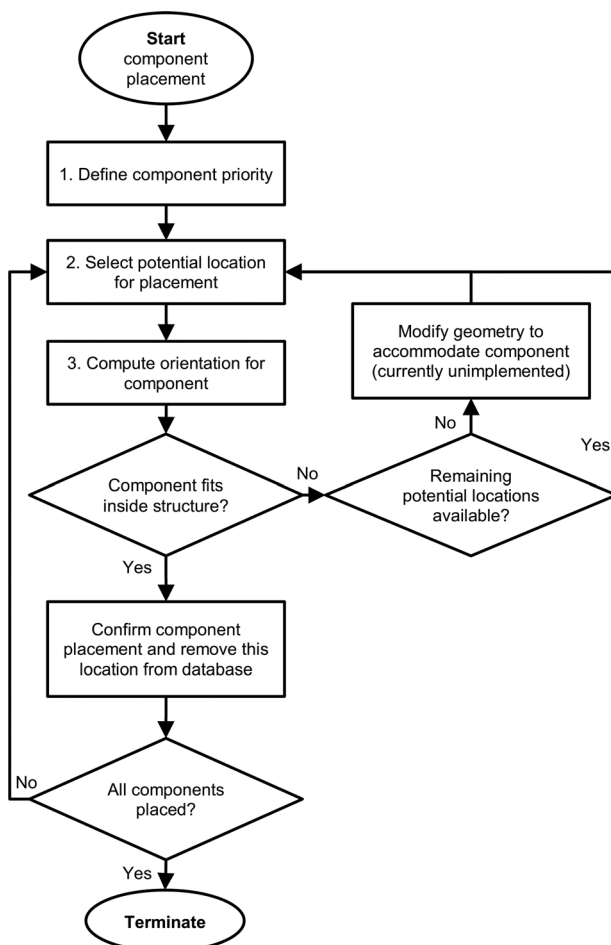 Start
component
placement
1. Define component priority
2. Select potential location
for placement
3. Compute orientation for
component
Modify geometry to
accommodate component
(currently unimplemented)
No
Yes
Component fits
inside structure?
No
Remaining
potential locations
available?
Yes
Confirm component
placement and remove this
location from database
No
All components
placed?
Yes
Terminate